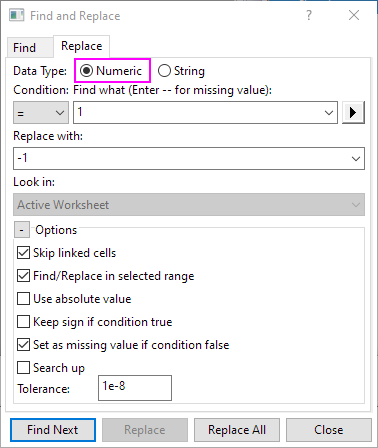 Find and Replace
Find
Replace
Data Type: Numeric String
Condition: Find what (Enter -- for missing value):
= 1
Replace with:
-1
Look in:
Active Worksheet
- Options
Skip linked cells
Find/Replace in selected range
Use absolute value
Keep sign if condition true
Set as missing value if condition false
Search up
Tolerance: 1e-8
Find Next Replace Replace All Close